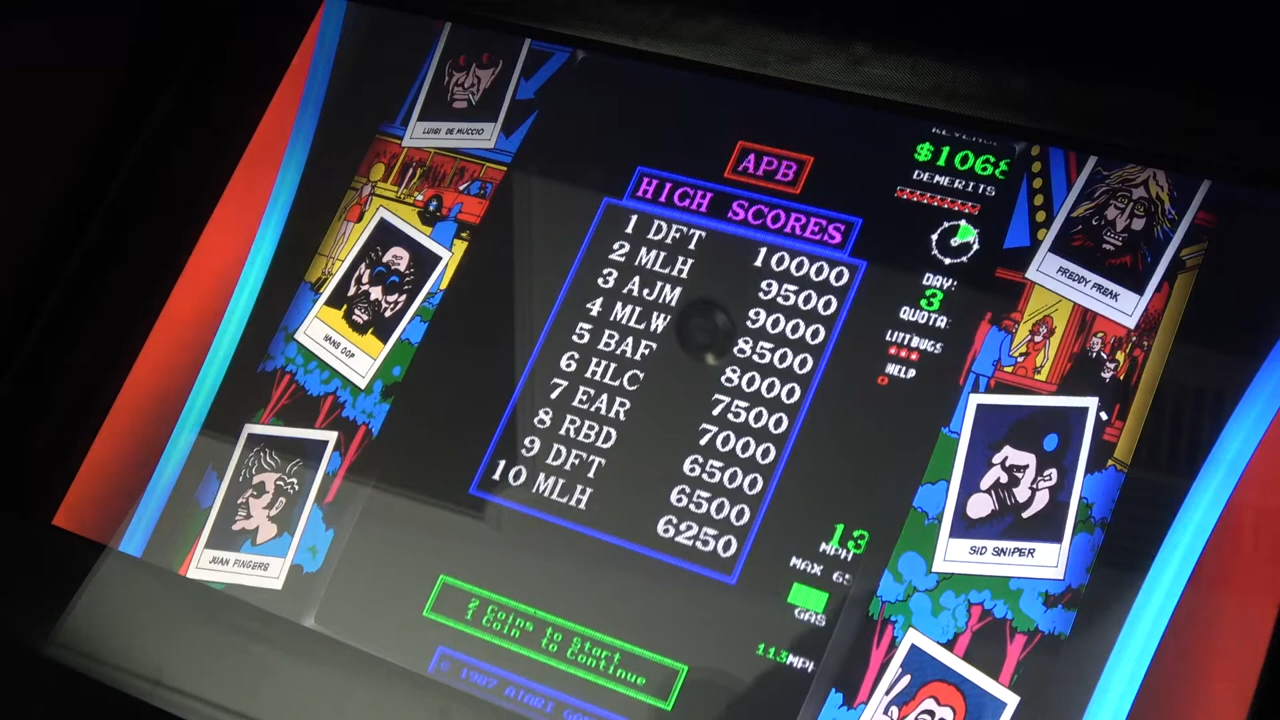 LUIGI DE MUCCIO
HANS OOP
JUAN FINGERS
APB
HIGH SCORES
1 DFT 10000
2 MLH 9500
3 AJM 9000
4 MLW 8500
5 BAF 8000
6 HLC 7500
7 EAR 7000
8 RBD 6500
9 DFT 6500
10 MLH 6250
2 Coins to Start
1 Coin to Continue
© 1987 ATARI
$1068
DEMERITS
DAY:
3
QUOTA:
LITTBUGS
HELP
13
MPH
MAX 65
GAS
113MPH
FREDDY FREAK
SID SNIPER